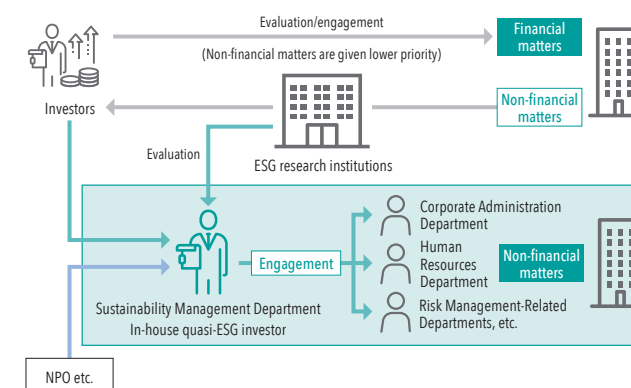 Evaluation/engagement
(Non-financial matters are given lower priority)
Financial
matters
Investors
Non-financial
matters
Evaluation
ESG research institutions
Corporate Administration
Department
Human
Resources
Department
Engagement
Non-financial
matters
Risk Management-Related
Departments, etc.
Sustainability Management Department
In-house quasi-ESG investor
NPO etc.